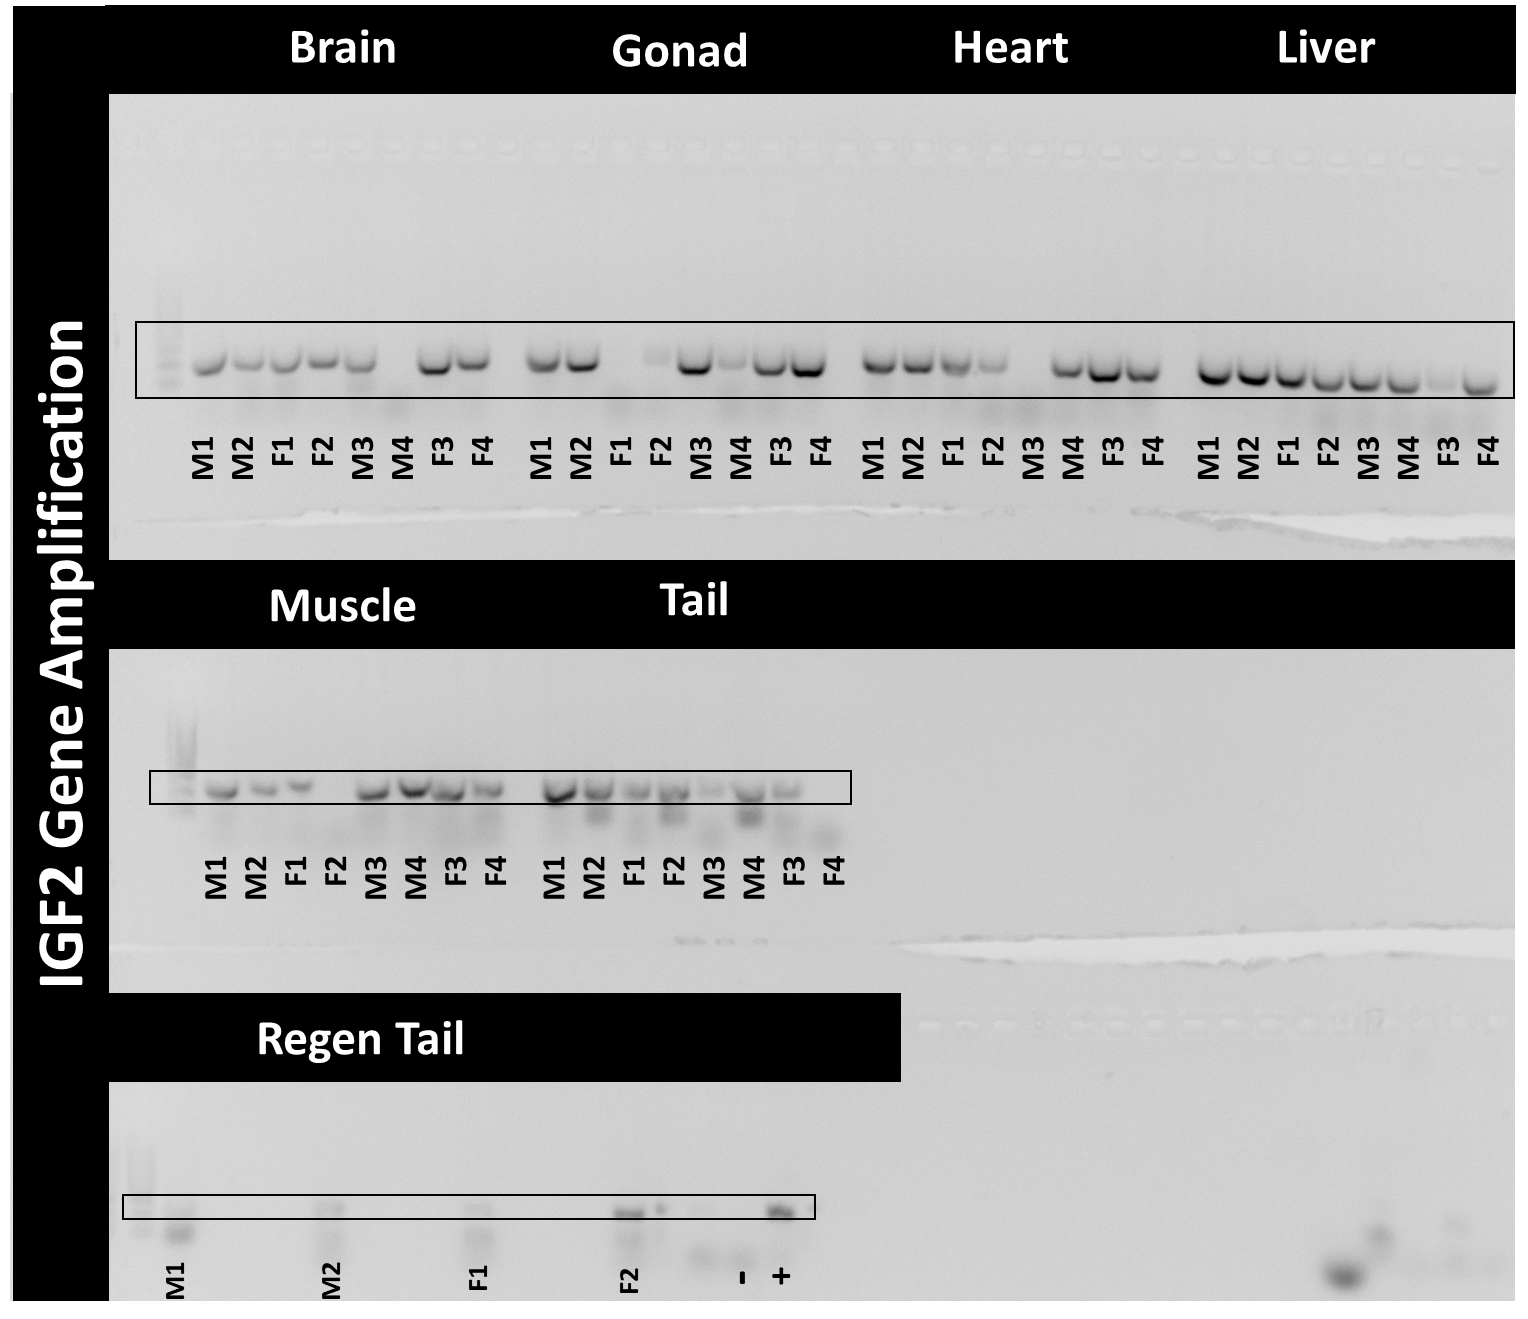 IGF2 Gene Amplification
Brain Gonad Heart Liver
M1 M2 F1 F2 M3 M4 F3 F4 M1 M2 F1 F2 M3 M4 F3 F4 M1 M2 F1 F2 M3 M4 F3 F4 M1 M2 F1 F2 M3 M4 F3 F4
Muscle Tail
M1 M2 F1 F2 M3 M4 F3 F4 M1 M2 F1 F2 M3 M4 F3 F4
Regen Tail
M1 M2 F1 F2 - +